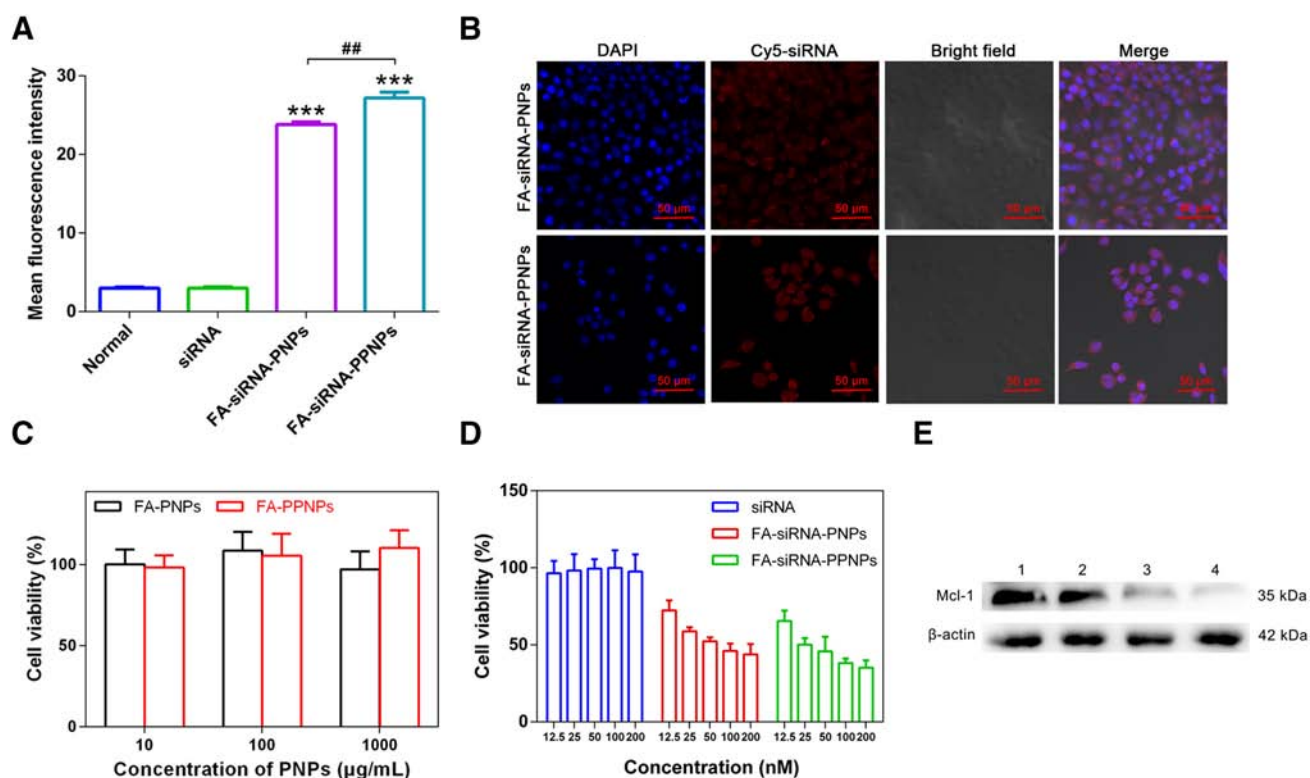 A
##
***
***
30
20
10
0
Mean fluorescence intensity
Normal
siRNA
FA-siRNA-PNPs
FA-siRNA-PPNPs
B
DAPI
Cy5-siRNA
Bright field
Merge
FA-siRNA-PNPs
50 µm
50 µm
50 µm
50 µm
FA-siRNA-PPNPs
50 µm
50 µm
50 µm
50 µm
C
FA-PNPs
FA-PPNPs
100
50
0
Cell viability (%)
10
100
1000
Concentration of PNPs (µg/mL)
D
150
100
50
0
Cell viability (%)
siRNA
FA-siRNA-PNPs
FA-siRNA-PPNPs
12.5 25 50 100 200
12.5 25 50 100 200
12.5 25 50 100 200
Concentration (nM)
E
1 2 3 4
Mcl-1
35 kDa
β-actin
42 kDa